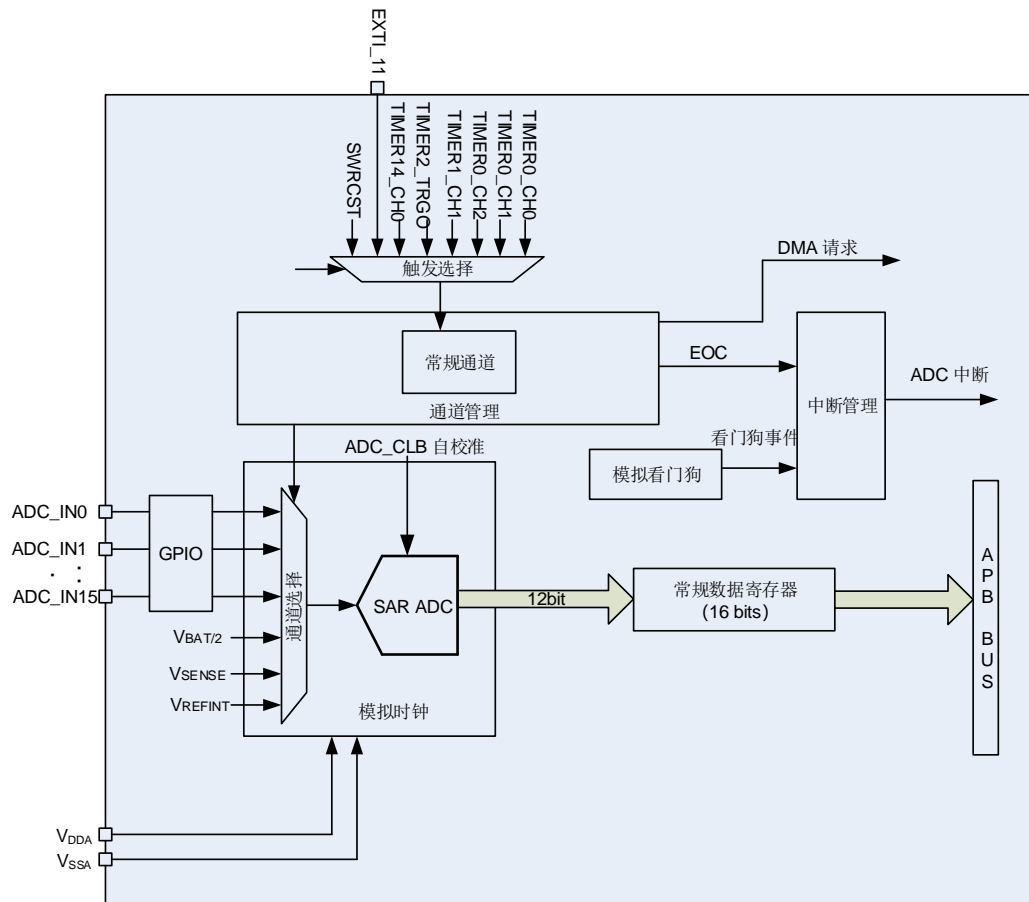 EXTI_11
SWRCST
TIMER14_CH0
TIMER2_TRGO
TIMER1_CH1
TIMER0_CH2
TIMER0_CH1
TIMER0_CH0
触发选择
DMA 请求
常规通道
通道管理
EOC
中断管理
ADC 中断
看门狗事件
模拟看门狗
ADC_CLB 自校准
ADC_IN0
ADC_IN1
. .
. .
ADC_IN15
GPIO
通道选择
SAR ADC
12bit
常规数据寄存器
(16 bits)
APB BUS
VBAT/2
VSENSE
VREFINT
模拟时钟
VDDA
VSSA